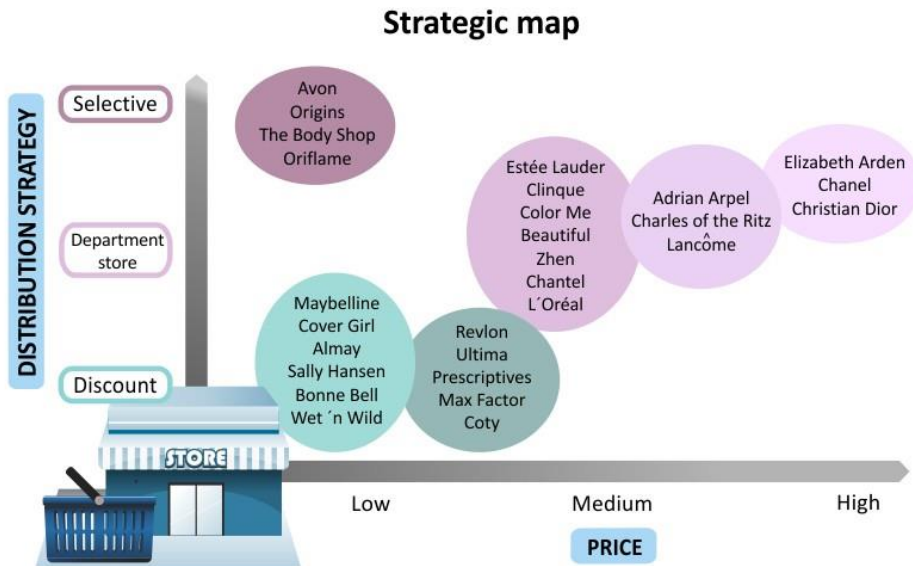 Strategic map
DISTRIBUTION STRATEGY
Selective
Department
store
Discount
Avon
Origins
The Body Shop
Oriflame
Estée Lauder
Clinque
Color Me
Beautiful
Zhen
Chantel
L´Oréal
Adrian Arpel
Charles of the Ritz
Lancôme
Elizabeth Arden
Chanel
Christian Dior
Maybelline
Cover Girl
Almay
Sally Hansen
Bonne Bell
Wet ´n Wild
Revlon
Ultima
Prescriptives
Max Factor
Coty
STORE
Low
Medium
High
PRICE